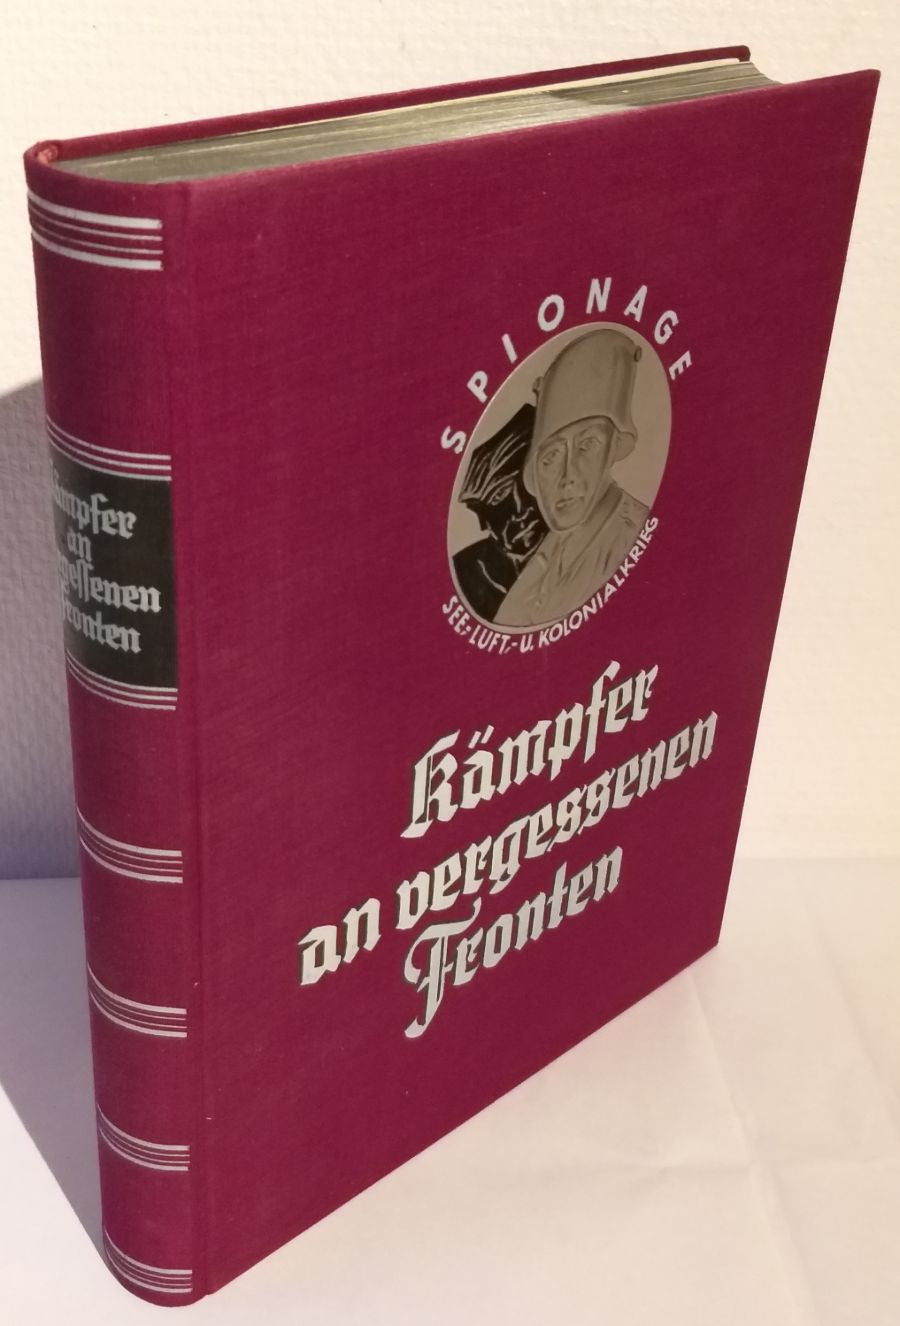 SPIONAGE
SEE,- LUFT,- U. KOLONIALKRIEG
Kämpfer
an vergessenen
Fronten
Kämpfer
an
vergessenen
Fronten